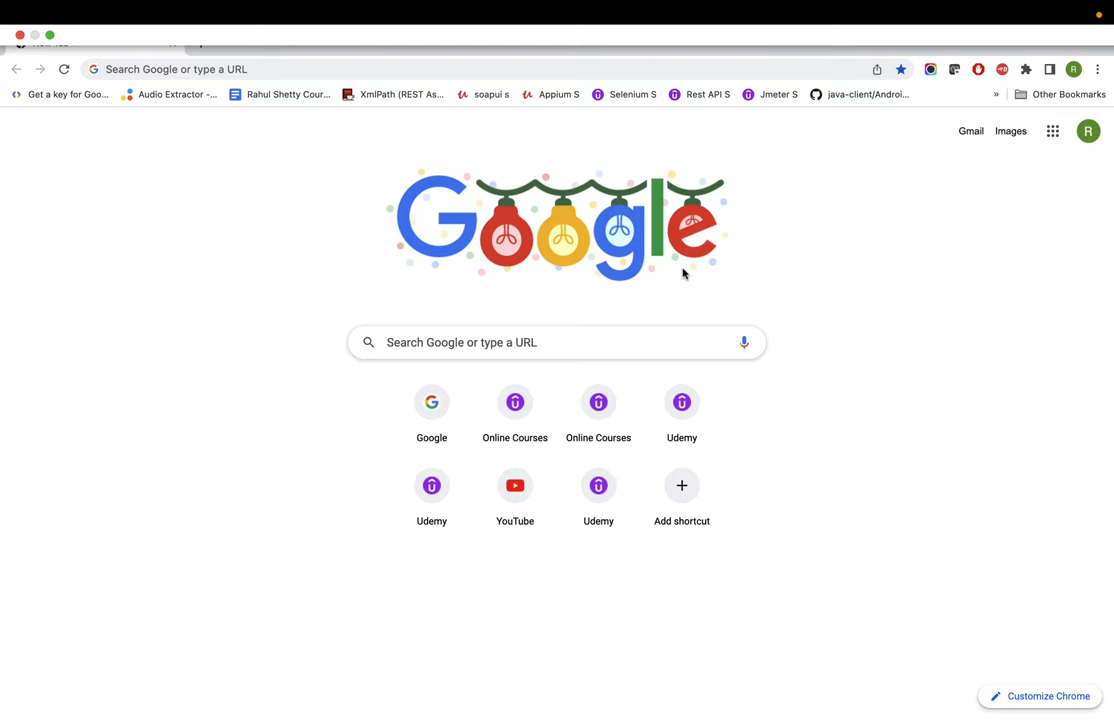 Search Google or type a URL
R
Get a key for Goo...
Audio Extractor -...
Rahul Shetty Cour...
XmlPath (REST As...
soapui s
Appium S
Selenium S
Rest API S
Jmeter S
java-client/Androi...
»
Other Bookmarks
Gmail
Images
R
Google
Search Google or type a URL
Google
Online Courses
Online Courses
Udemy
Udemy
YouTube
Udemy
Add shortcut
Customize Chrome